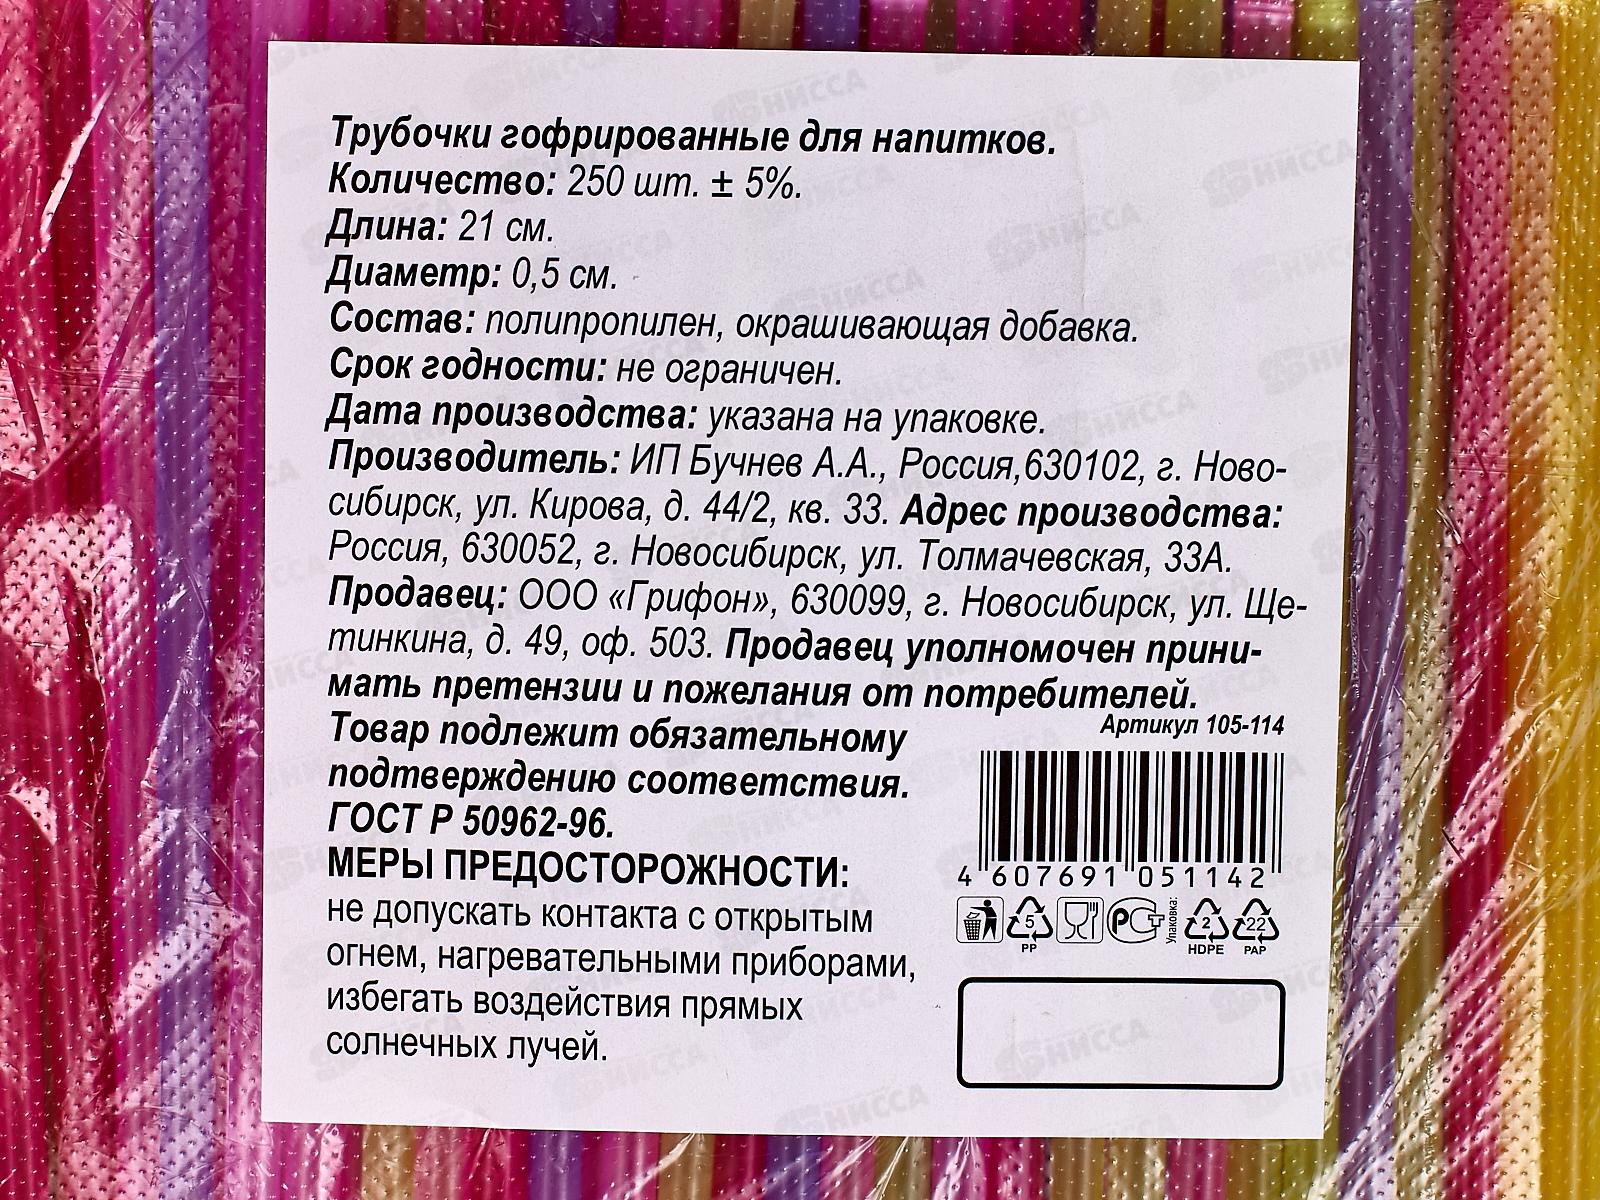 Трубочки гофрированные для напитков.
Количество: 250 шт. ± 5%.
Длина: 21 см.
Диаметр: 0,5 см.
Состав: полипропилен, окрашивающая добавка.
Срок годности: не ограничен.
Дата производства: указана на упаковке.
Производитель: ИП Бучнев А.А., Россия,630102, г. Ново-
сибирск, ул. Кирова, д. 44/2, кв. 33. Адрес производства:
Россия, 630052, г. Новосибирск, ул. Толмачевская, 33А.
Продавец: ООО «Грифон», 630099, г. Новосибирск, ул. Ще-
тинкина, д. 49, оф. 503. Продавец уполномочен прини-
мать претензии и пожелания от потребителей.
Артикул 105-114
Товар подлежит обязательному
подтверждению соответствия.
ГОСТ Р 50962-96.
МЕРЫ ПРЕДОСТОРОЖНОСТИ:
не допускать контакта с открытым
огнем, нагревательными приборами,
избегать воздействия прямых
солнечных лучей.
4 607691 051142
5 РСТ Упаковка: 2 22
PP HDPE PAP
НИССА